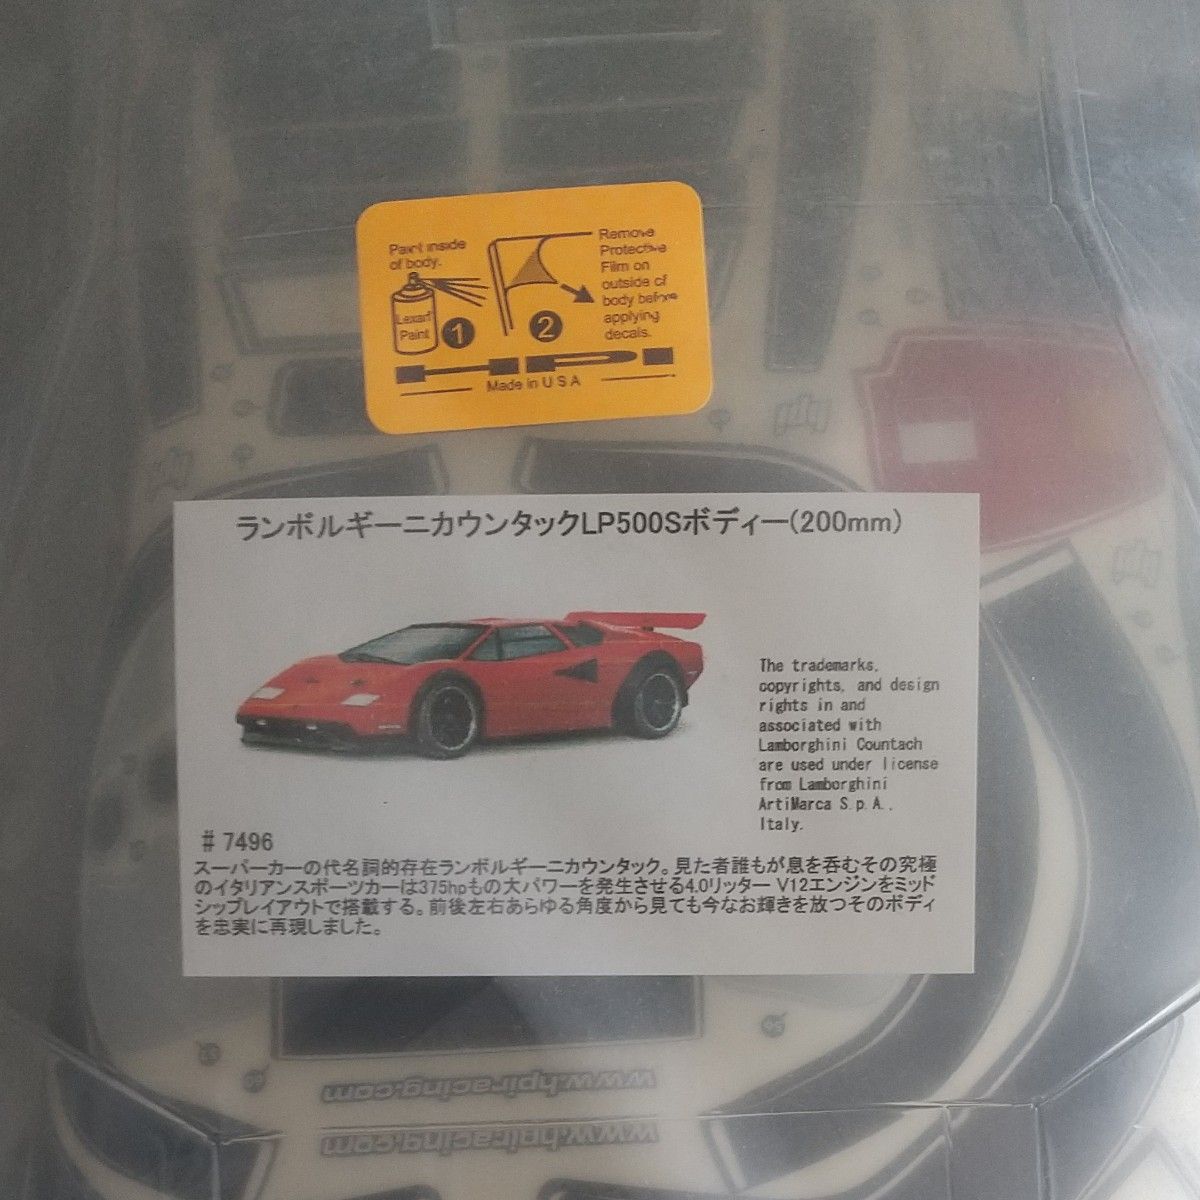 Paint inside
of body.
Lexan
Paint
1
2
Remove
Protective
Film on
outside of
body before
applying
decals.
Made in U S A
ランボルギーニカウンタックLP500Sボディー(200mm)
The trademarks,
copyrights, and design
rights in and
associated with
Lamborghini Countach
are used under license
from Lamborghini
ArtiMarca S.p.A.,
Italy.
# 7496
スーパーカーの代名詞的存在ランボルギーニカウンタック。見た者誰もが息を呑むその究極
のイタリアンスポーツカーは375hpもの大パワーを発生させる4.0リッター V12エンジンをミッド
シップレイアウトで搭載する。前後左右あらゆる角度から見ても今なお輝きを放つそのボディ
を忠実に再現しました。
www.hpiracing.com
www.hpiracing.com